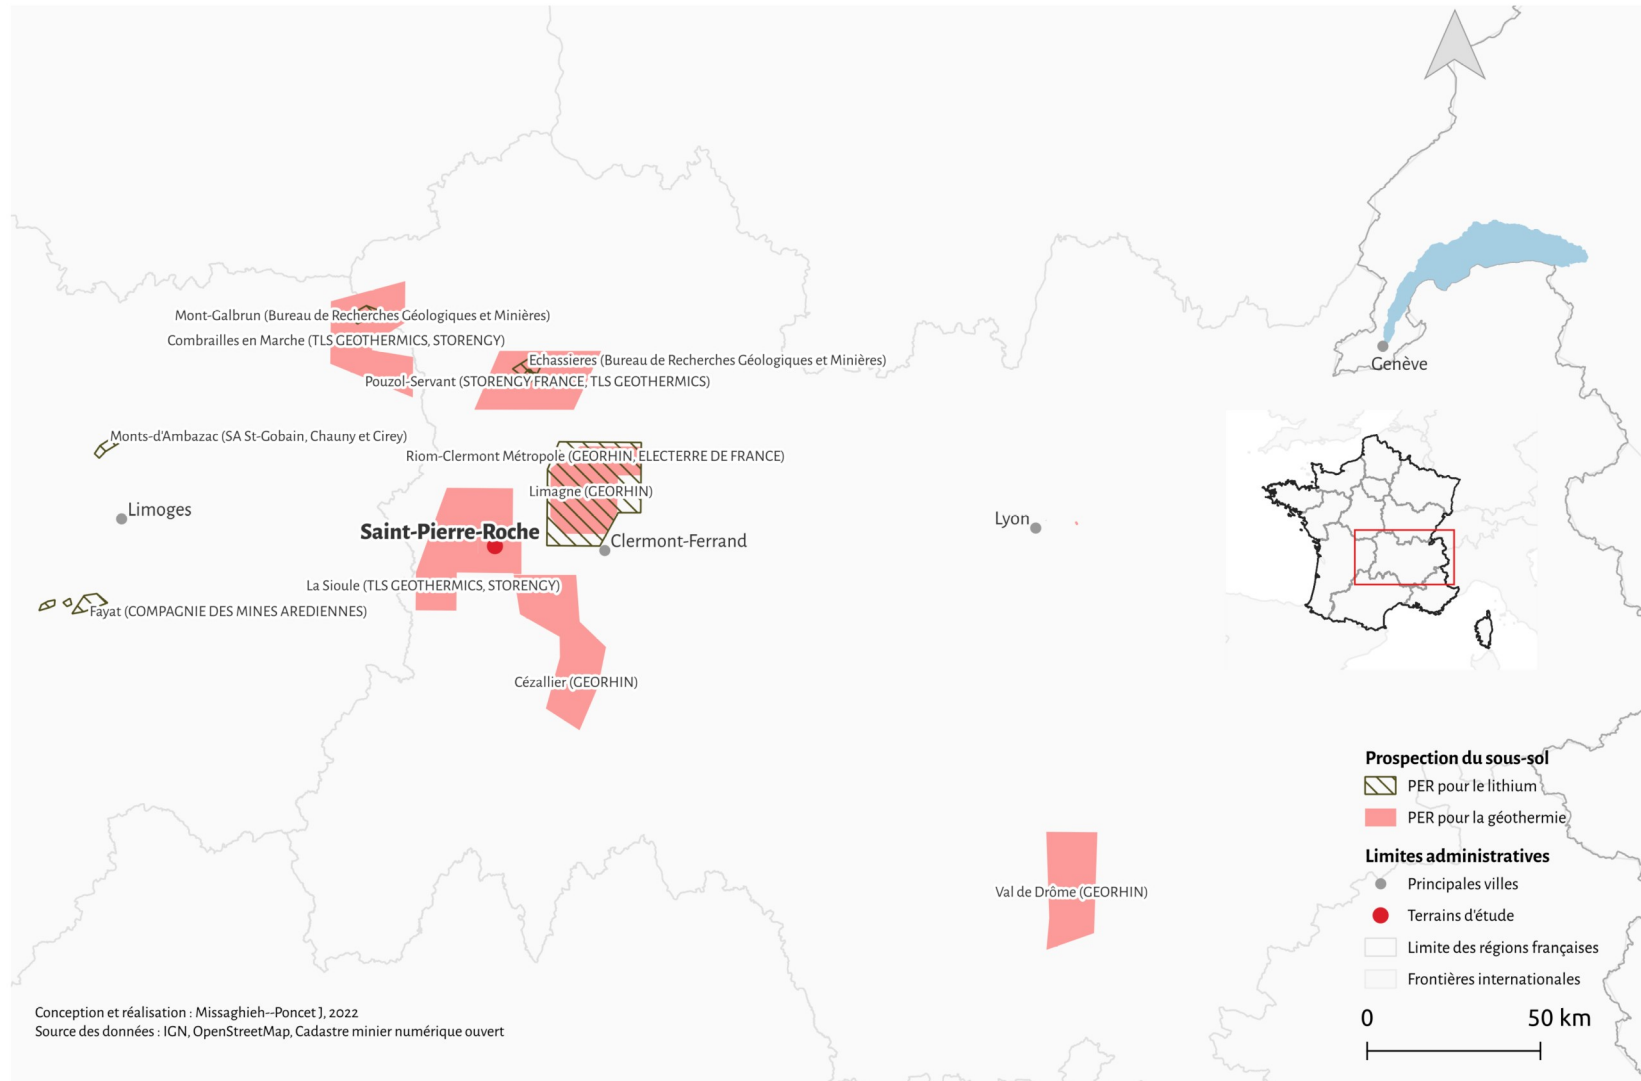 Mont-Galbrun (Bureau de Recherches Géologiques et Minières)
Combrailles en Marche (TLS GEOTHERMICS, STORENGY)
Echassieres (Bureau de Recherches Géologiques et Minières)
Pouzol-Servant (STORENGY FRANCE, TLS GEOTHERMICS)
Genève
Monts-d'Ambazac (SA St-Gobain, Chauny et Cirey)
Riom-Clermont Métropole (GEORHIN, ELECTERRE DE FRANCE)
Limagne (GEORHIN)
Limoges
Saint-Pierre-Roche
Clermont-Ferrand
Lyon
La Sioule (TLS GEOTHERMICS, STORENGY)
Fayat (COMPAGNIE DES MINES AREDIENNES)
Cézallier (GEORHIN)
Val de Drôme (GEORHIN)
Prospection du sous-sol
PER pour le lithium
PER pour la géothermie
Limites administratives
Principales villes
Terrains d'étude
Limite des régions françaises
Frontières internationales
0 50 km
Conception et réalisation : Missaghieh--Poncet J, 2022
Source des données : IGN, OpenStreetMap, Cadastre minier numérique ouvert